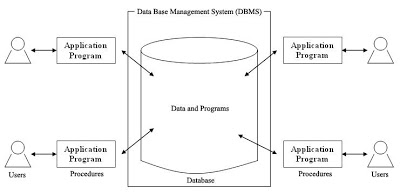 Data Base Management System (DBMS)
Application
Program
Application
Program
Data and Programs
Application
Program
Application
Program
Users
Procedures
Database
Procedures
Users